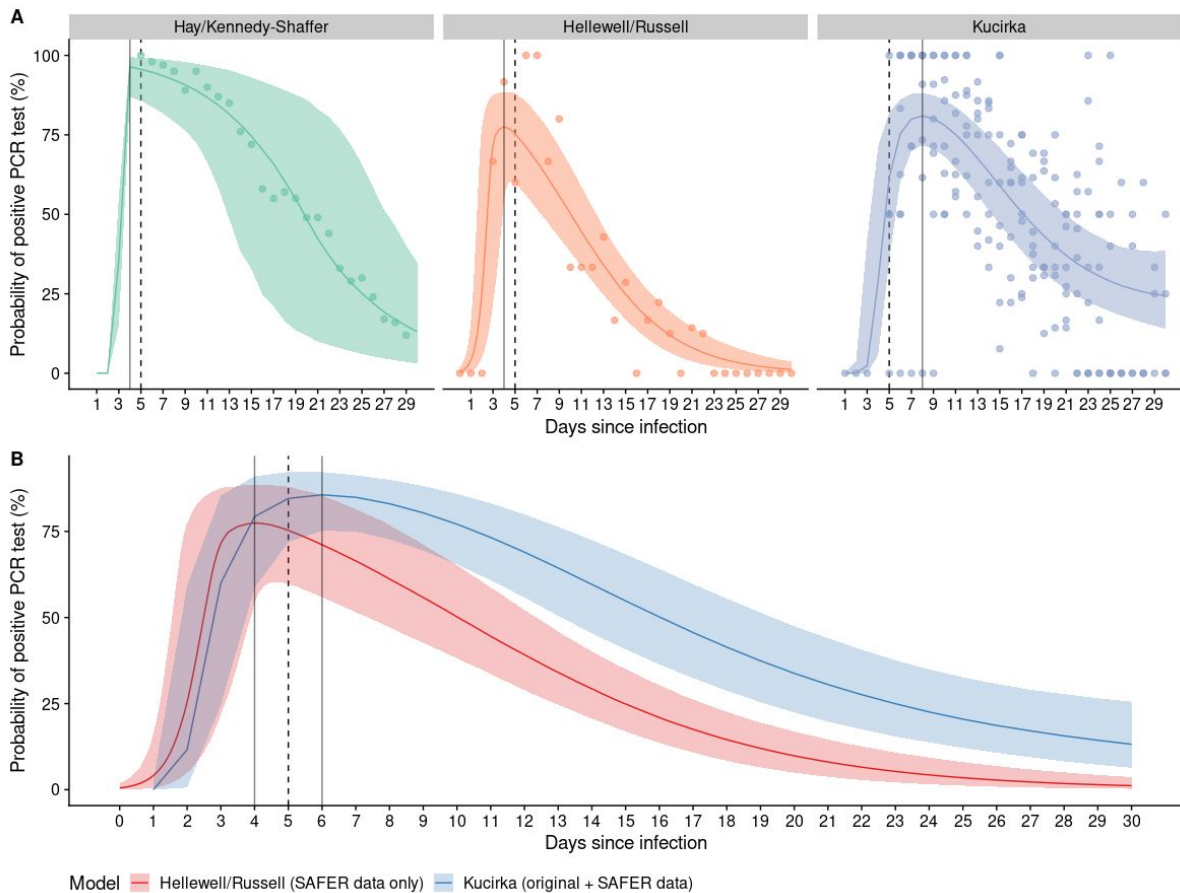 A
Hay/Kennedy-Shaffer
Hellewell/Russell
Kucirka
Probability of positive PCR test (%)
100
75
50
25
0
1 3 5 7 9 11 13 15 17 19 21 23 25 27 29
1 3 5 7 9 11 13 15 17 19 21 23 25 27 29
1 3 5 7 9 11 13 15 17 19 21 23 25 27 29
Days since infection
B
Probability of positive PCR test (%)
75
50
25
0
0 1 2 3 4 5 6 7 8 9 10 11 12 13 14 15 16 17 18 19 20 21 22 23 24 25 26 27 28 29 30
Days since infection
Model Hellewell/Russell (SAFER data only) Kucirka (original + SAFER data)